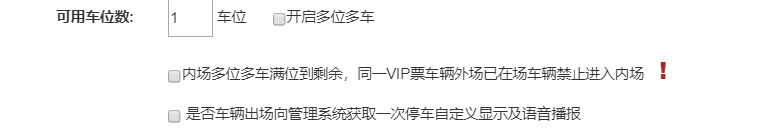 可用车位数: 1 车位 开启多位多车
内场多位多车满位到剩余，同一VIP票车辆外场已在场车辆禁止进入内场 ！
是否车辆出场向管理系统获取一次停车自定义显示及语音播报